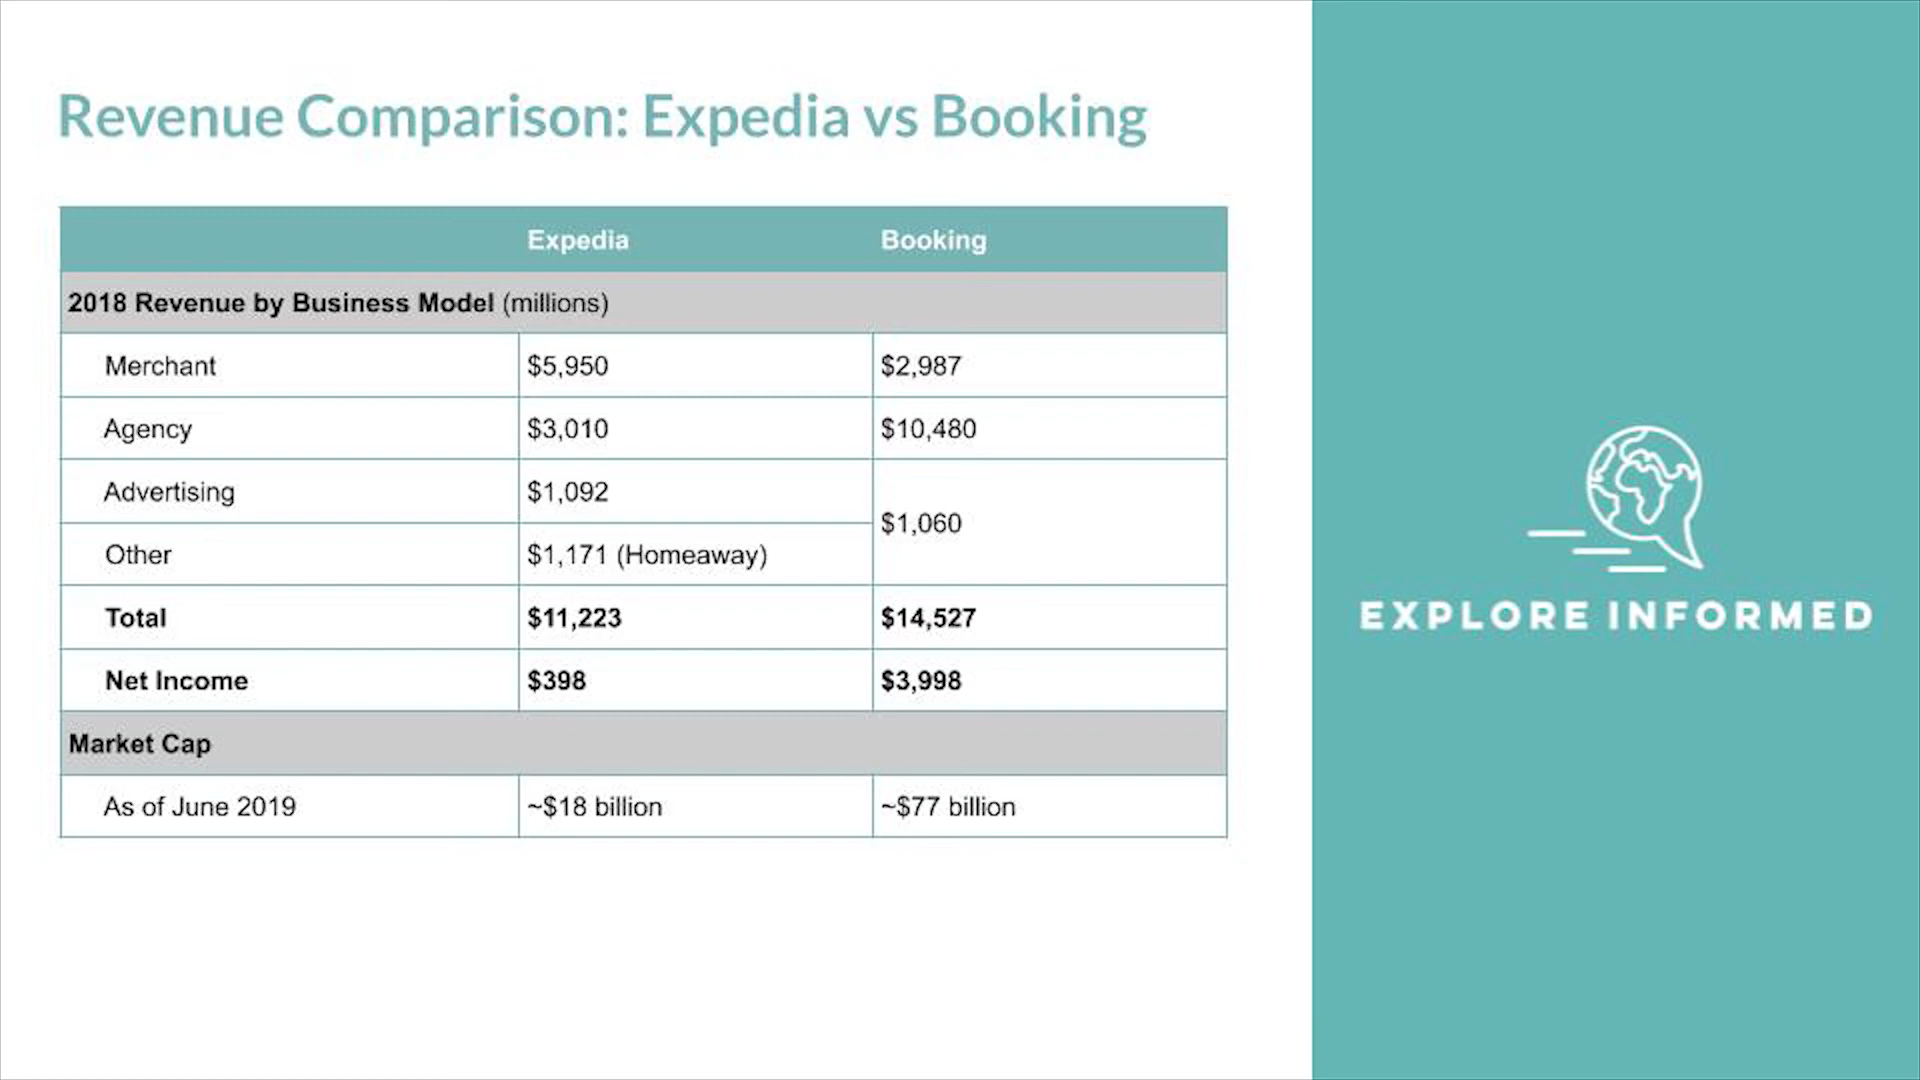 Revenue Comparison: Expedia vs Booking
Expedia Booking
2018 Revenue by Business Model (millions)
Merchant $5,950 $2,987
Agency $3,010 $10,480
Advertising $1,092
$1,060
Other $1,171 (Homeaway)
Total $11,223 $14,527
Net Income $398 $3,998
Market Cap
As of June 2019 ~$18 billion ~$77 billion
EXPLORE INFORMED